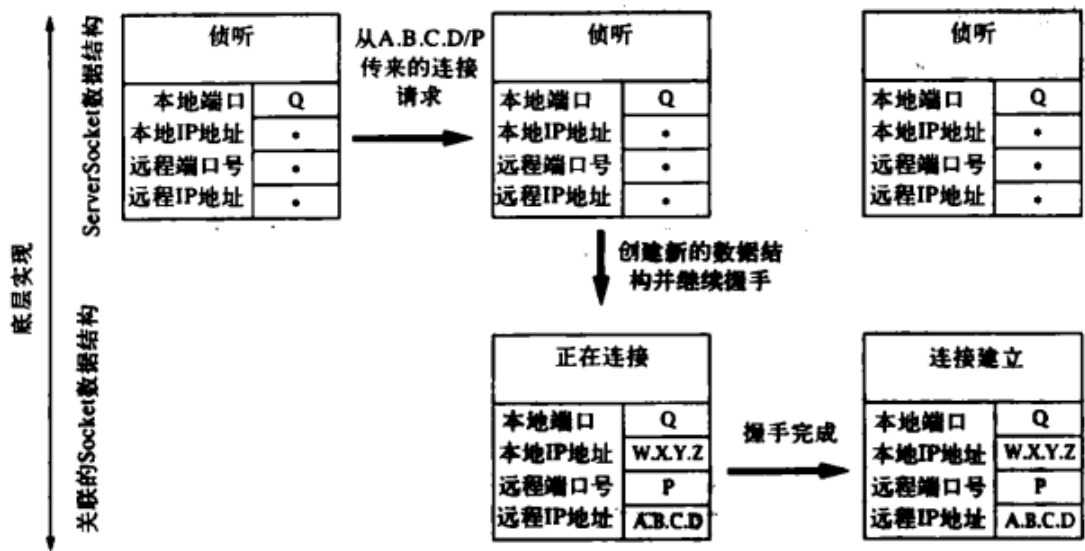 底层实现
ServerSocket数据结构
侦听
本地端口 Q
本地IP地址 *
远程端口号 *
远程IP地址 *
从A.B.C.D/P
传来的连接
请求
侦听
本地端口 Q
本地IP地址 *
远程端口号 *
远程IP地址 *
侦听
本地端口 Q
本地IP地址 *
远程端口号 *
远程IP地址 *
创建新的数据结
构并继续握手
关联的Socket数据结构
正在连接
本地端口 Q
本地IP地址 W.X.Y.Z
远程端口号 P
远程IP地址 A.B.C.D
握手完成
连接建立
本地端口 Q
本地IP地址 W.X.Y.Z
远程端口号 P
远程IP地址 A.B.C.D